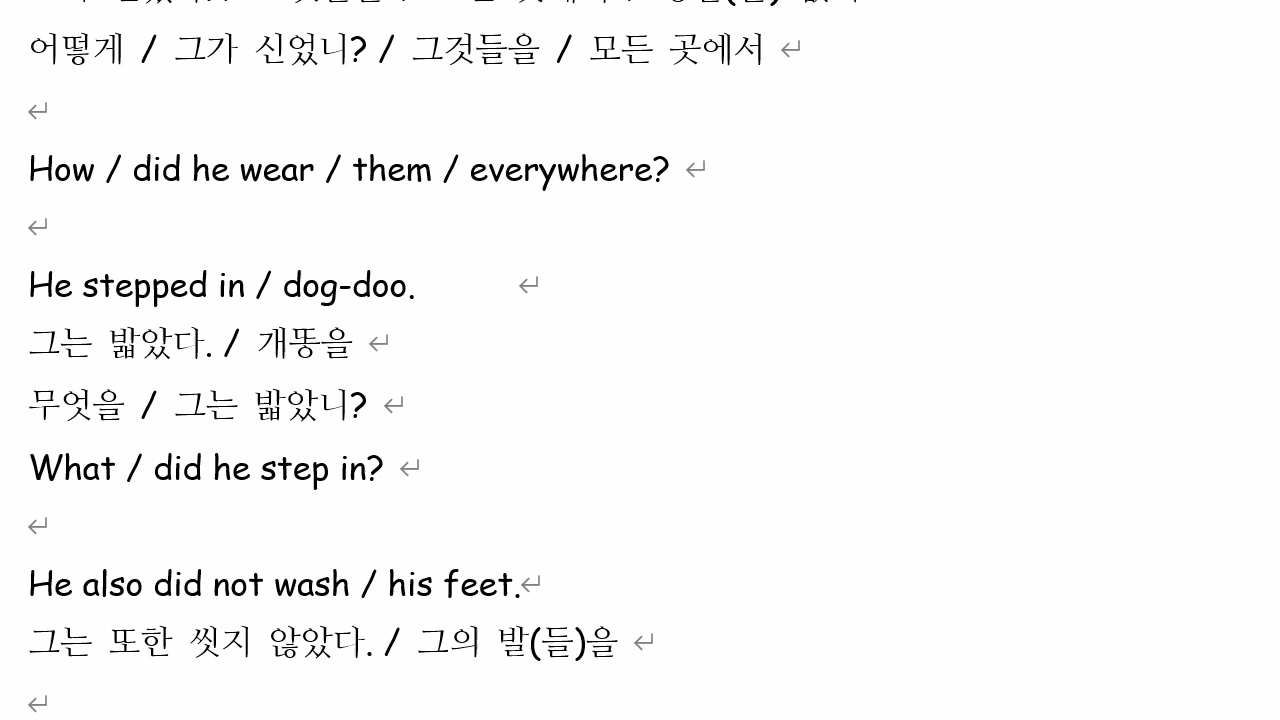 어떻게 / 그가 신었니? / 그것들을 / 모든 곳에서 ↵
↵
How / did he wear / them / everywhere? ↵
↵
He stepped in / dog-doo. ↵
그는 밟았다. / 개똥을 ↵
무엇을 / 그는 밟았니? ↵
What / did he step in? ↵
↵
He also did not wash / his feet.↵
그는 또한 씻지 않았다. / 그의 발(들)을 ↵
↵